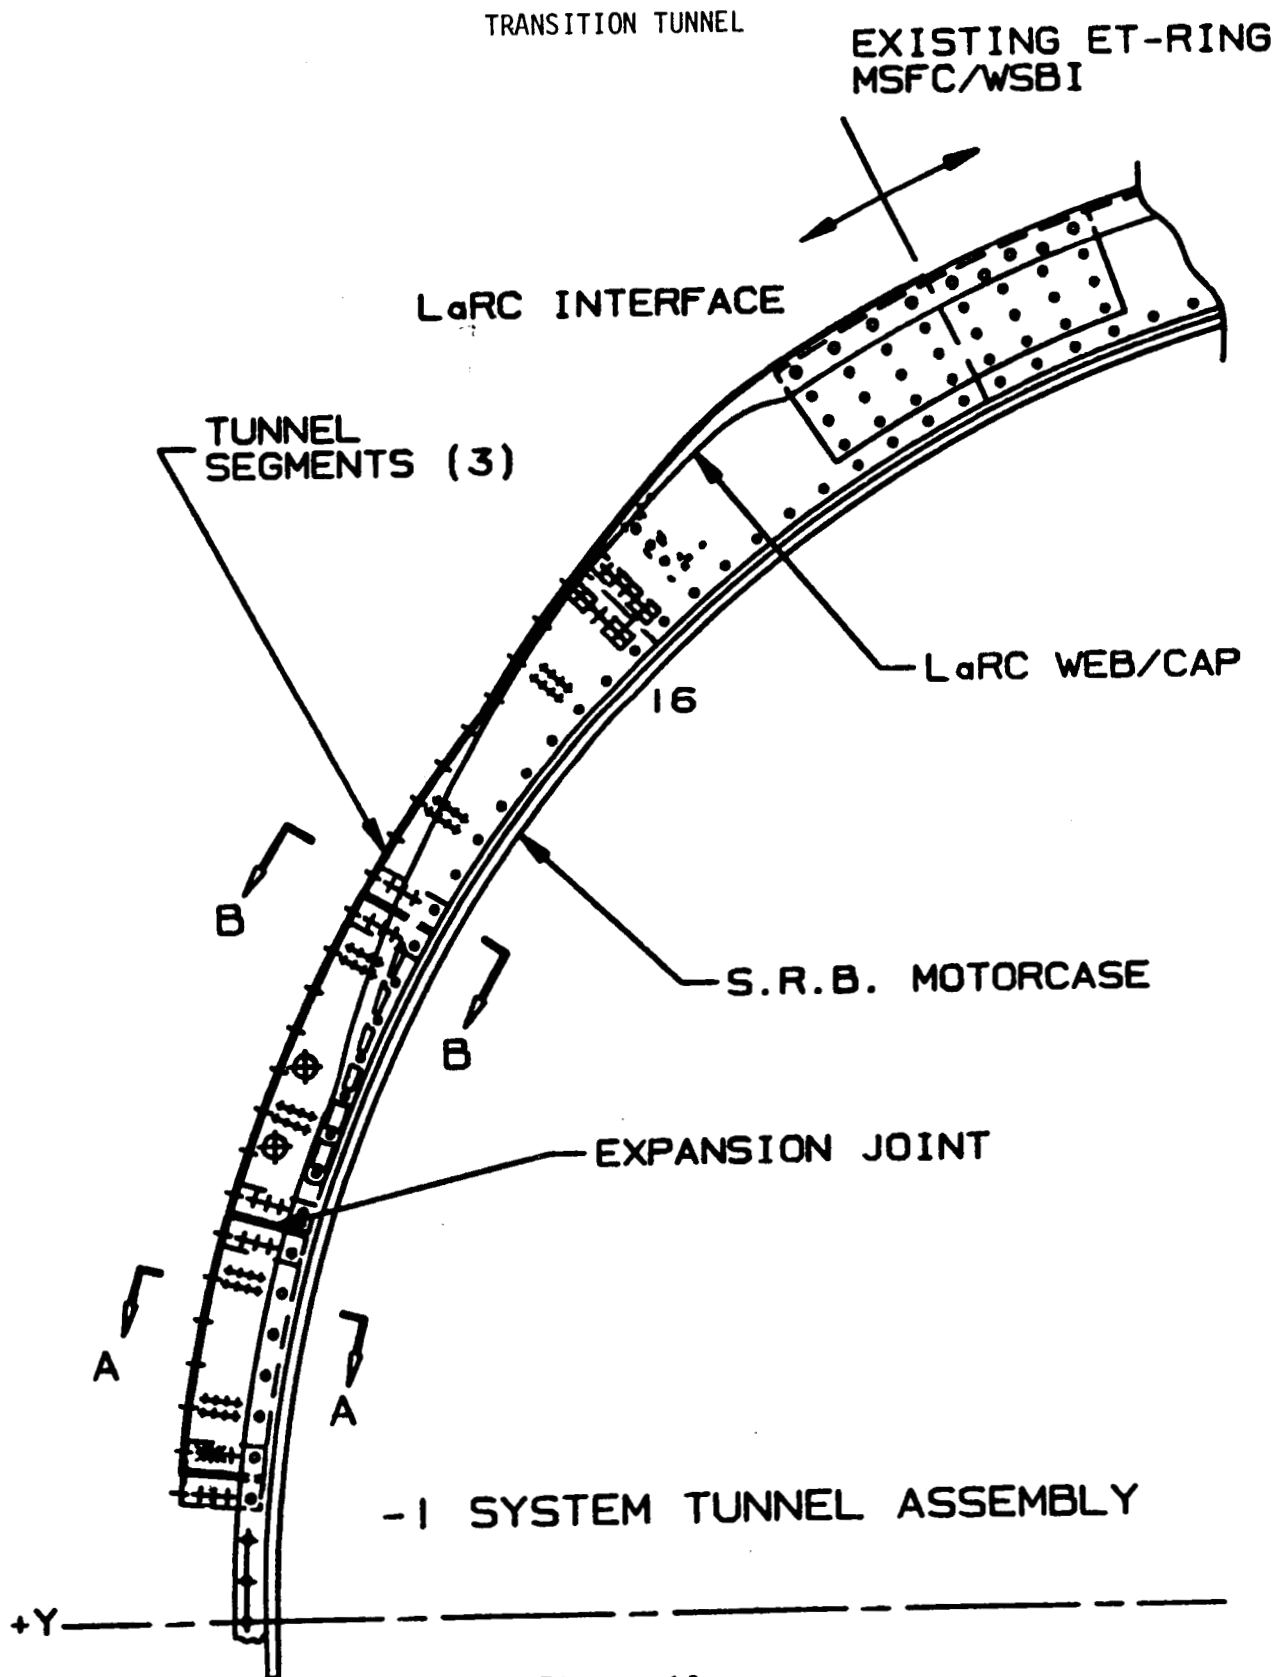 TRANSITION TUNNEL
EXISTING ET-RING
MSFC/WSBI
LaRC INTERFACE
TUNNEL
SEGMENTS (3)
LaRC WEB/CAP
16
B
S.R.B. MOTORCASE
B
EXPANSION JOINT
A
A
-1 SYSTEM TUNNEL ASSEMBLY
+Y